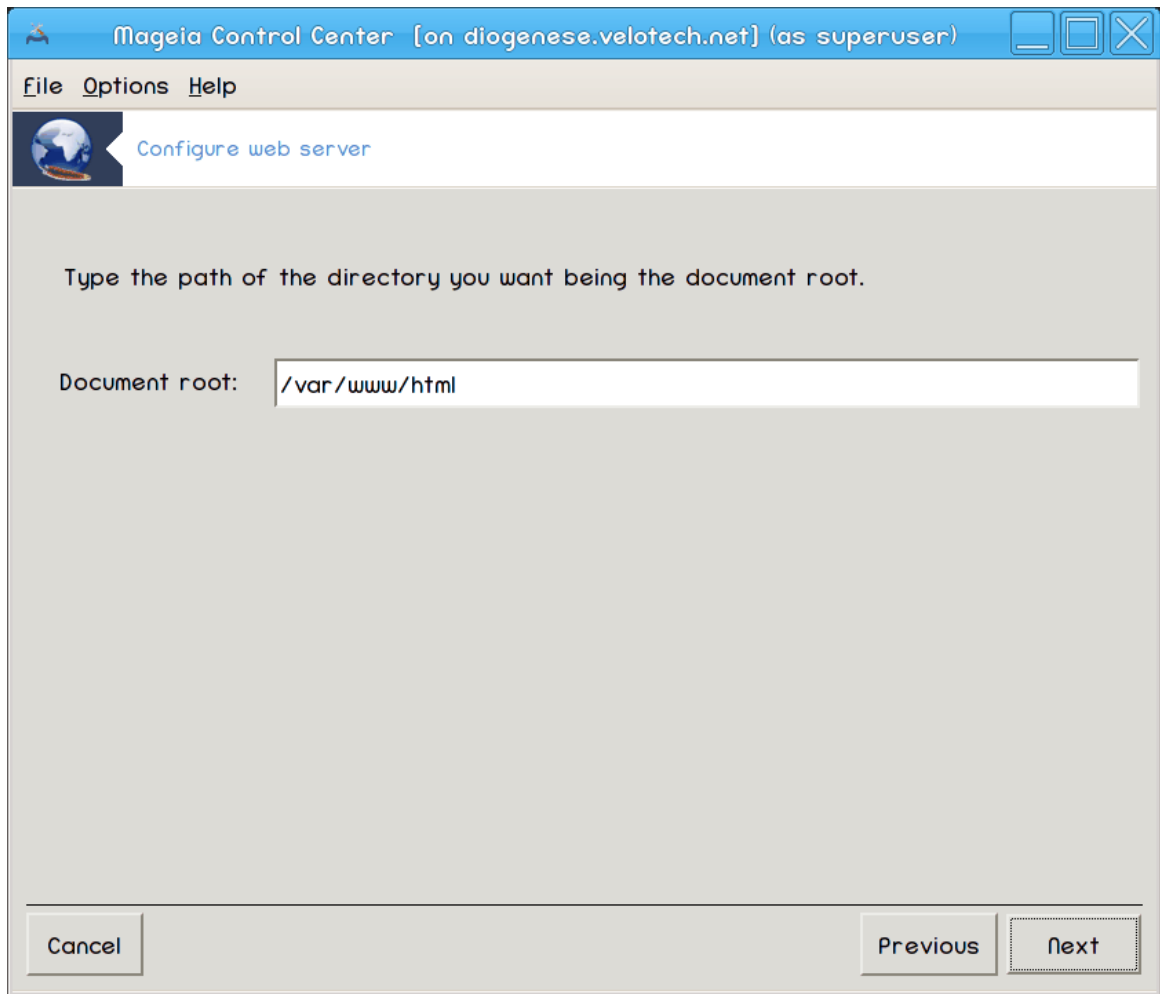 Mageia Control Center [on diogenese.velotech.net] (as superuser)
File Options Help
Configure web server
Type the path of the directory you want being the document root.
Document root: /var/www/html
Cancel Previous Next